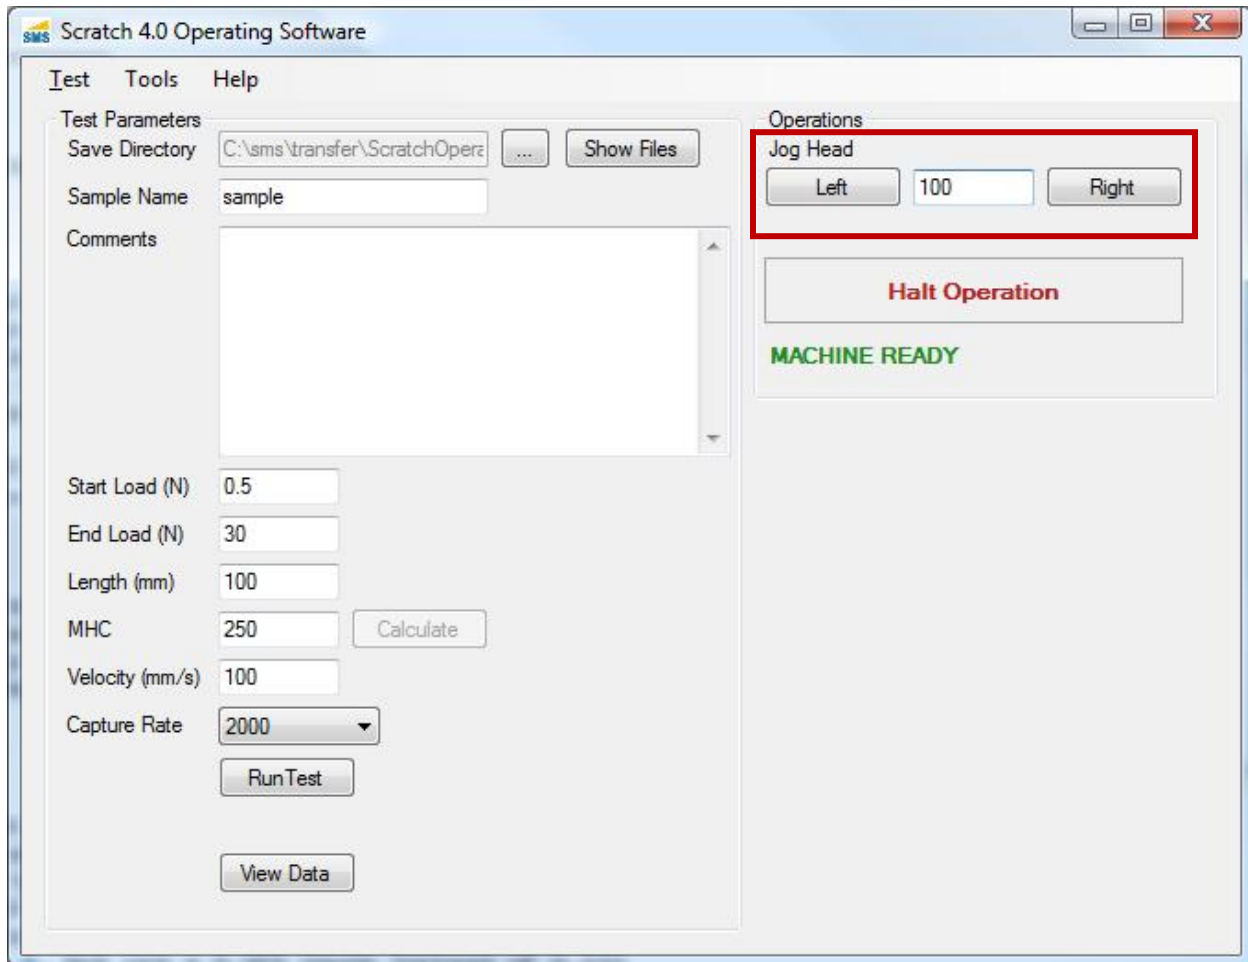 SMS Scratch 4.0 Operating Software
Test Tools Help
Test Parameters
Save Directory C:\sms\transfer\ScratchOpera ... Show Files
Sample Name sample
Comments
Start Load (N) 0.5
End Load (N) 30
Length (mm) 100
MHC 250 Calculate
Velocity (mm/s) 100
Capture Rate 2000
Run Test
View Data
Operations
Jog Head
Left 100 Right
Halt Operation
MACHINE READY